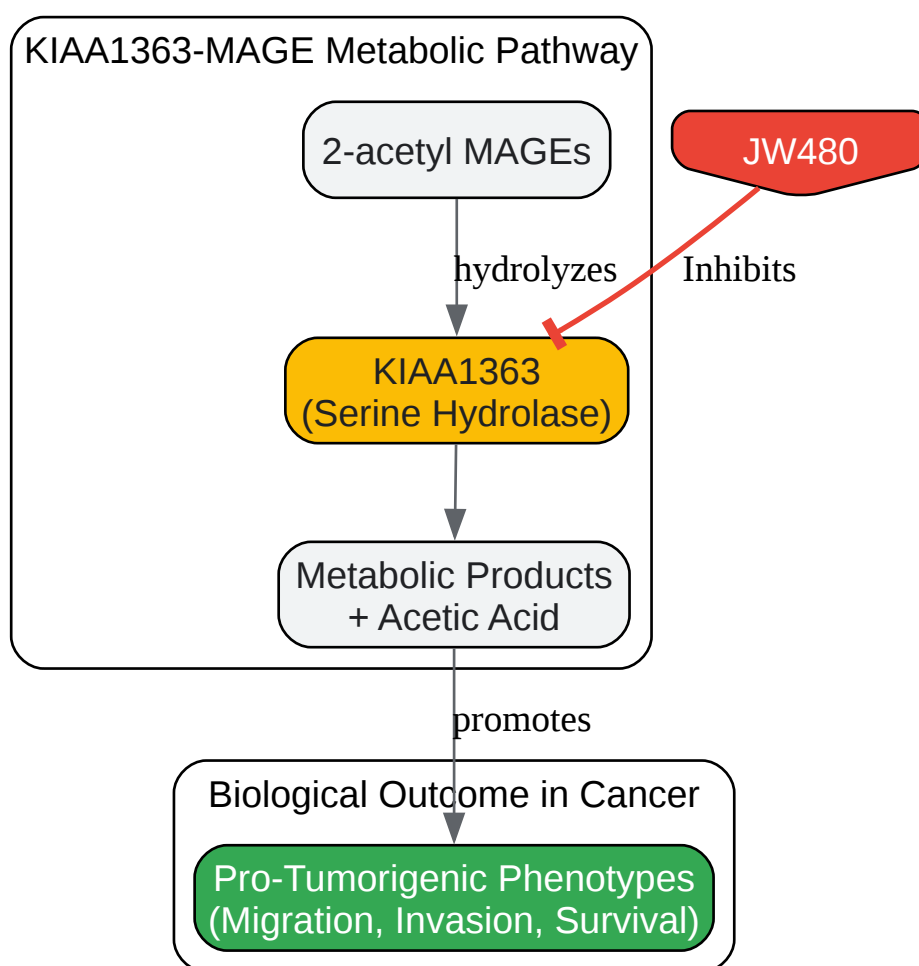 KIAA1363-MAGE Metabolic Pathway
2-acetyl MAGEs
JW480
hydrolyzes
Inhibits
KIAA1363
(Serine Hydrolase)
Metabolic Products
+ Acetic Acid
promotes
Biological Outcome in Cancer
Pro-Tumorigenic Phenotypes
(Migration, Invasion, Survival)